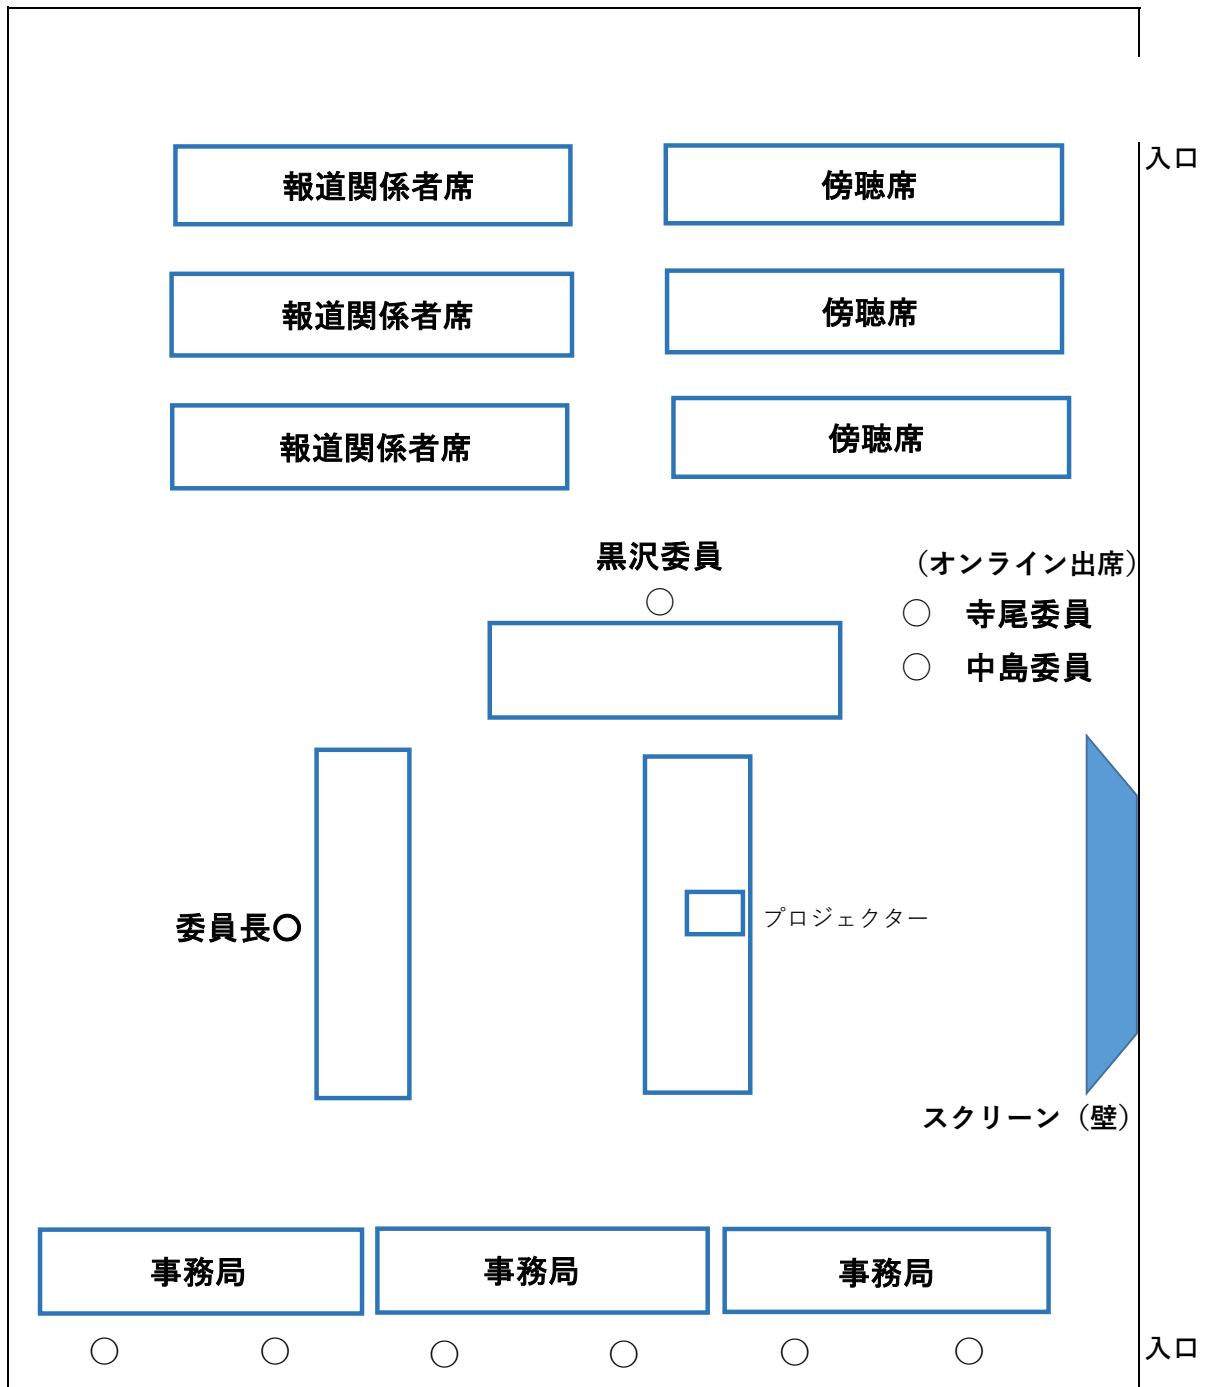 入口
報道関係者席
傍聴席
報道関係者席
傍聴席
報道関係者席
傍聴席
黒沢委員
（オンライン出席）
○
○ 寺尾委員
○ 中島委員
委員長○
プロジェクター
スクリーン（壁）
事務局
事務局
事務局
○ ○ ○ ○ ○ ○
入口